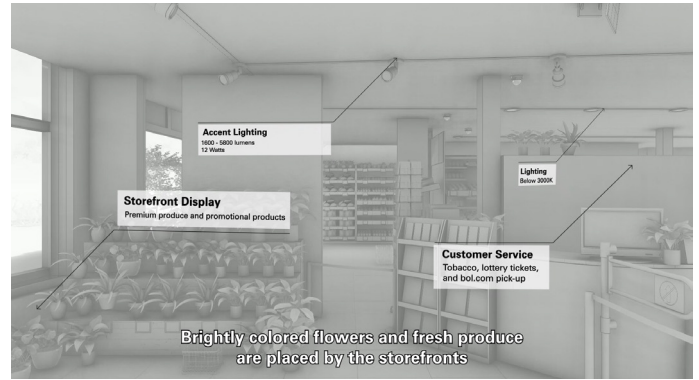 Accent Lighting
1600 - 5800 lumens
12 Watts
Lighting
Below 3000K
Storefront Display
Premium produce and promotional products
Customer Service
Tobacco, lottery tickets,
and bol.com pick-up
Brightly colored flowers and fresh produce
are placed by the storefronts